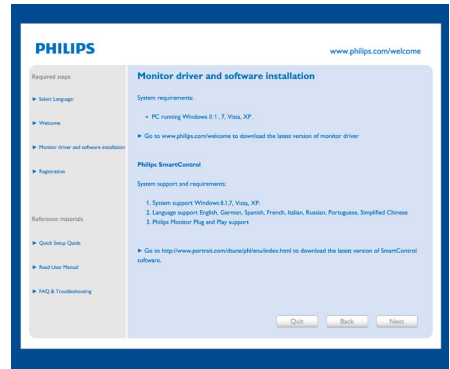 PHILIPS
www.philips.com/welcome
Required steps
Select Language
Welcome
Monitor driver and software installation
Registration
Reference materials
Quick Setup Guide
Read User Manual
FAQ & Troubleshooting
Monitor driver and software installation
System requirements:
• PC running Windows 8.1 , 7, Vista, XP.
Go to www.philips.com/welcome to download the latest version of monitor driver
Philips SmartControl
System support and requirements:
1. System support Windows 8.1,7, Vista, XP.
2. Language support English, German, Spanish, French, Italian, Russian, Portuguese, Simplified Chinese
3. Philips Monitor Plug and Play support
Go to http://www.portrait.com/dtune/phl/enu/index.html to download the latest version of SmartControl
software.
Quit
Back
Next